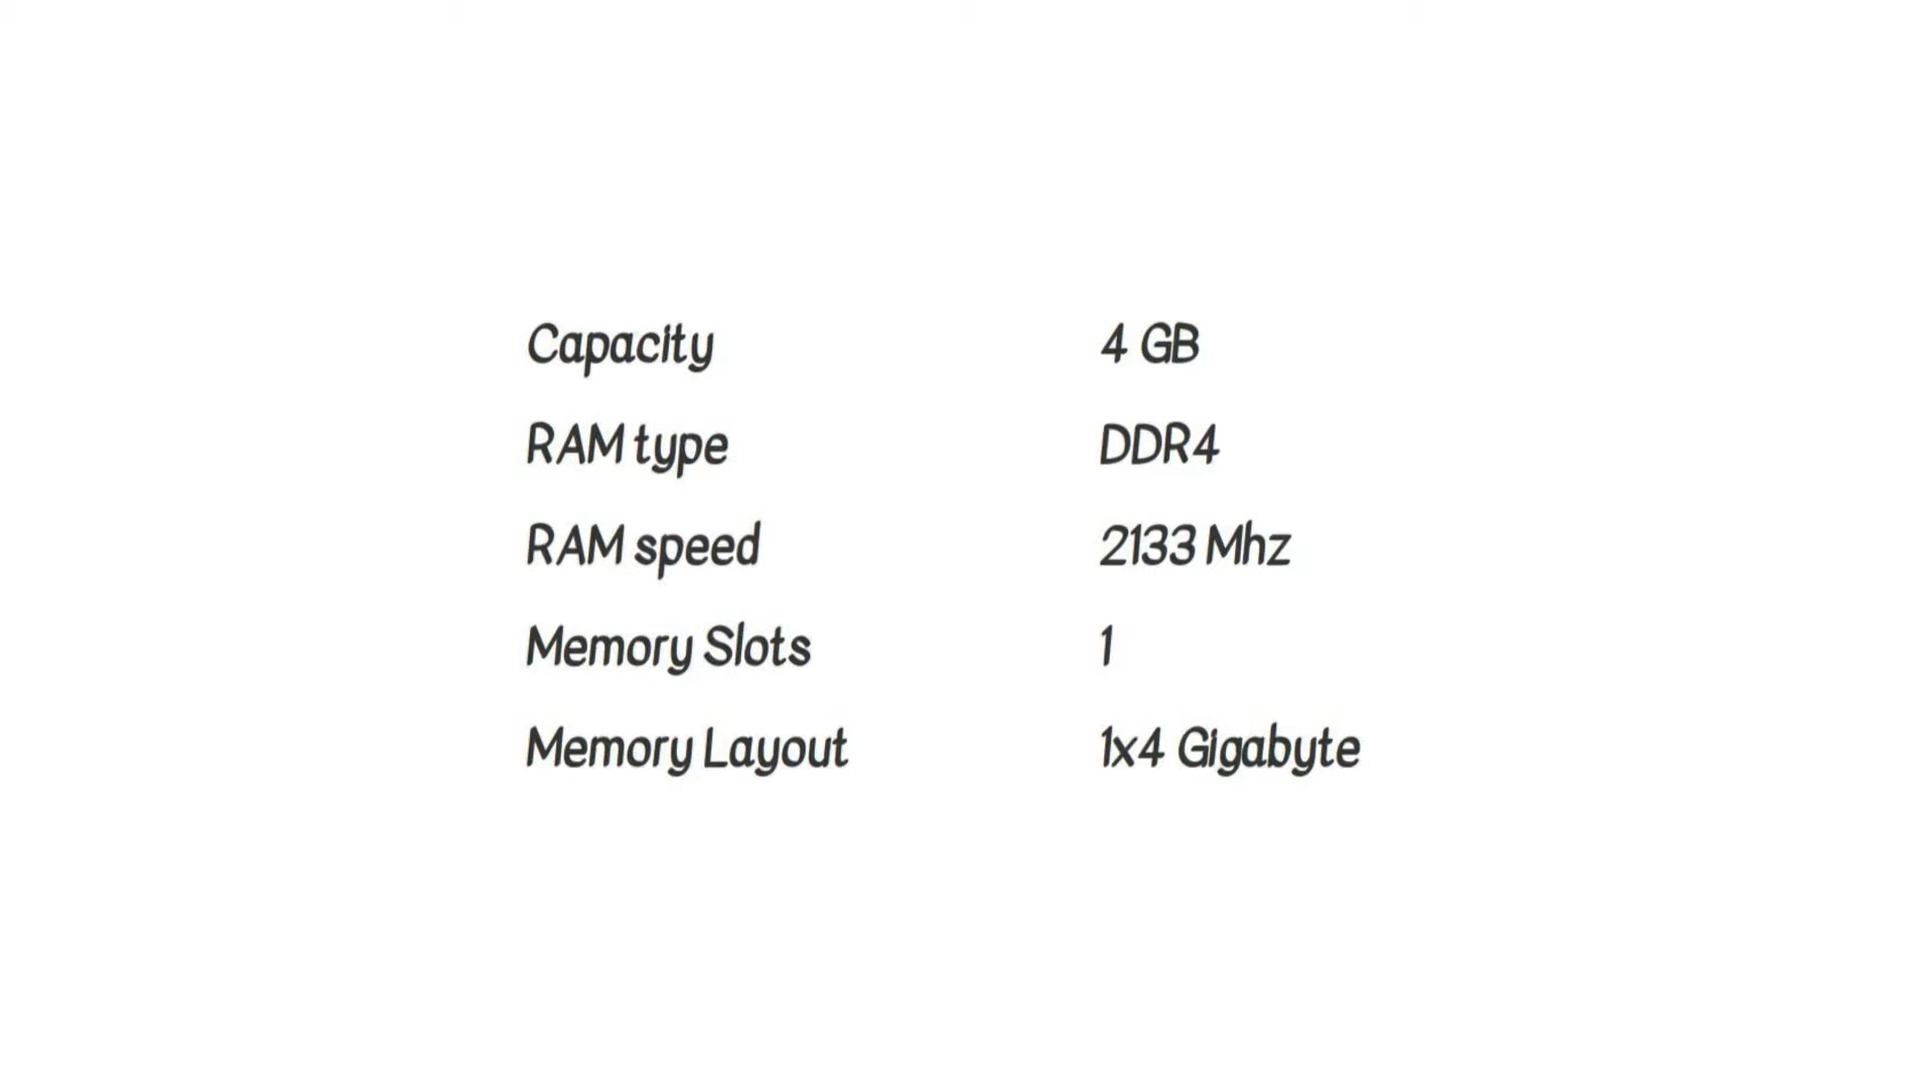 Capacity 4 GB
RAM type DDR4
RAM speed 2133 Mhz
Memory Slots 1
Memory Layout 1x4 Gigabyte